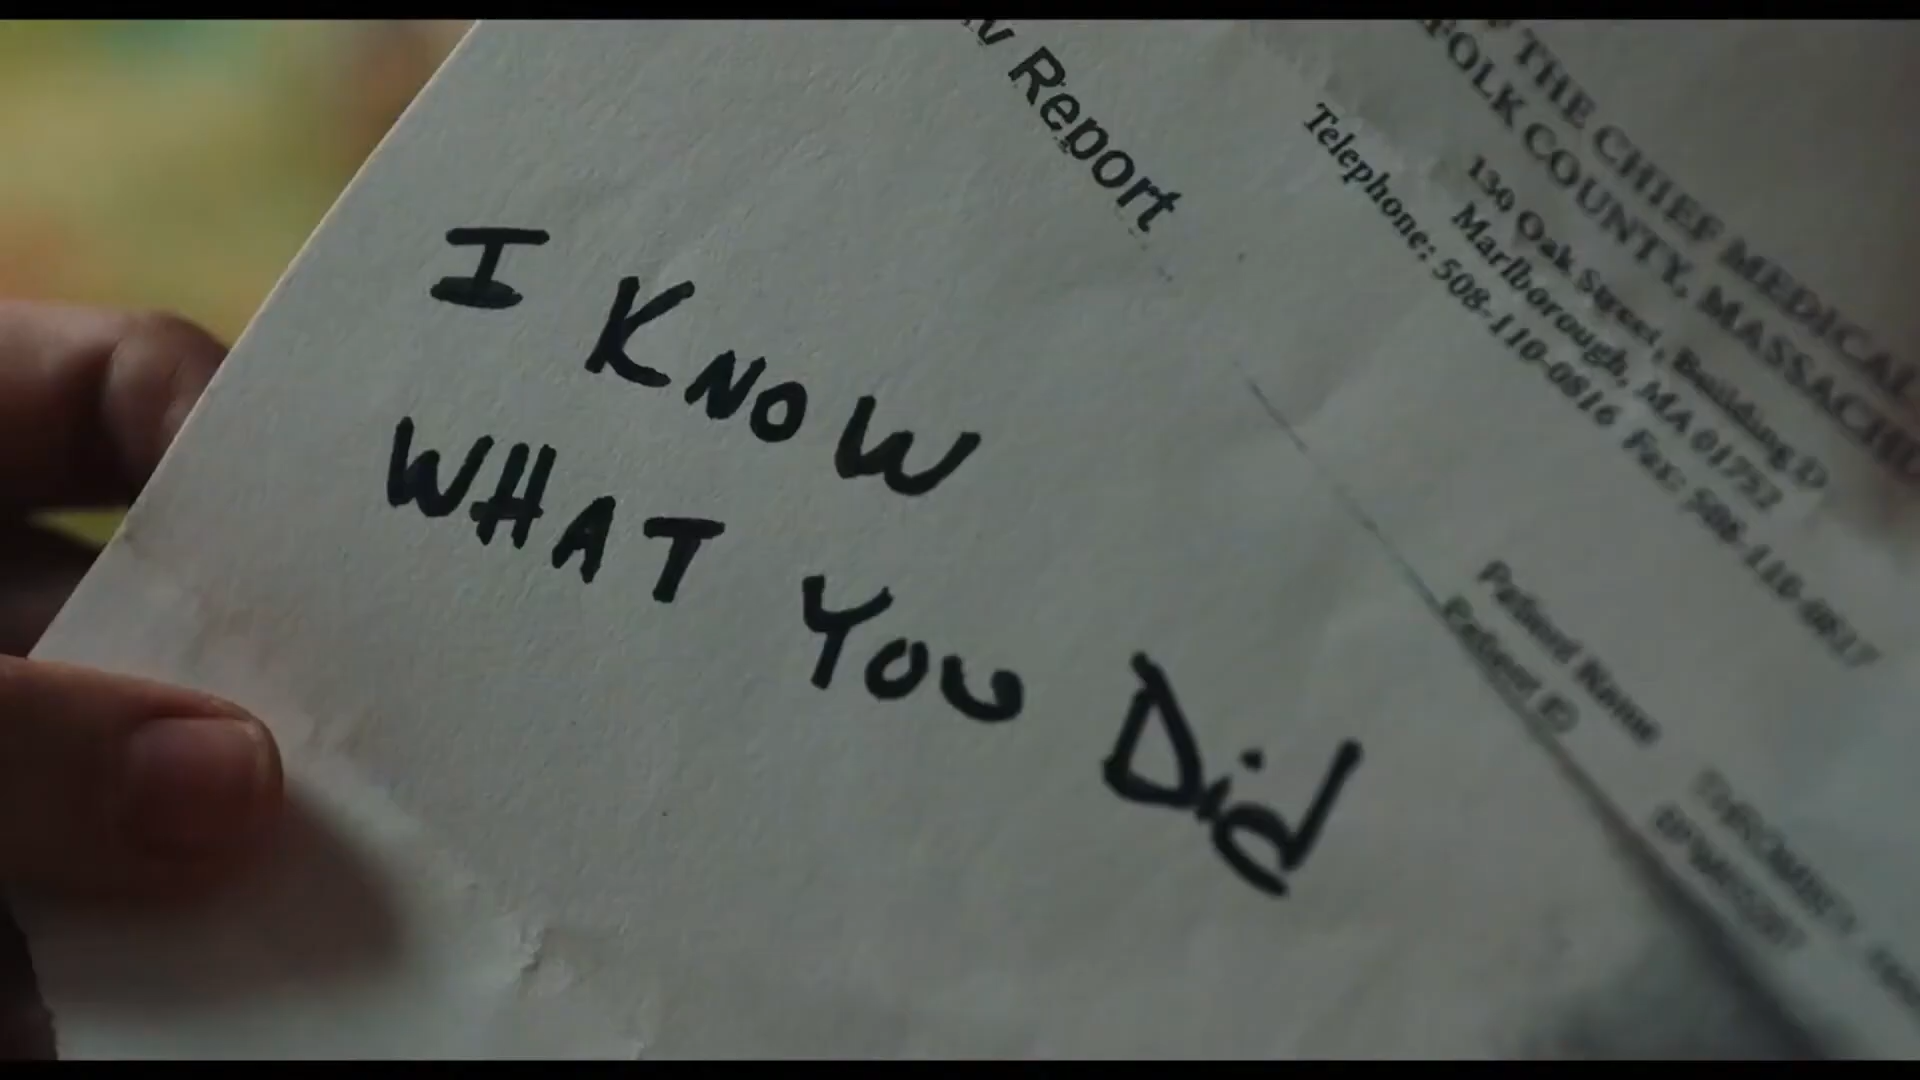 I KNOW
WHAT YOU DiD
Report
THE CHIEF MEDICAL
FOLK COUNTY, MASSACHU
130 Oak Street, Building D
Marlborough, MA 01752
Telephone: 508-110-0816 Fax: 508-110-0817
Patient Name
Patient ID